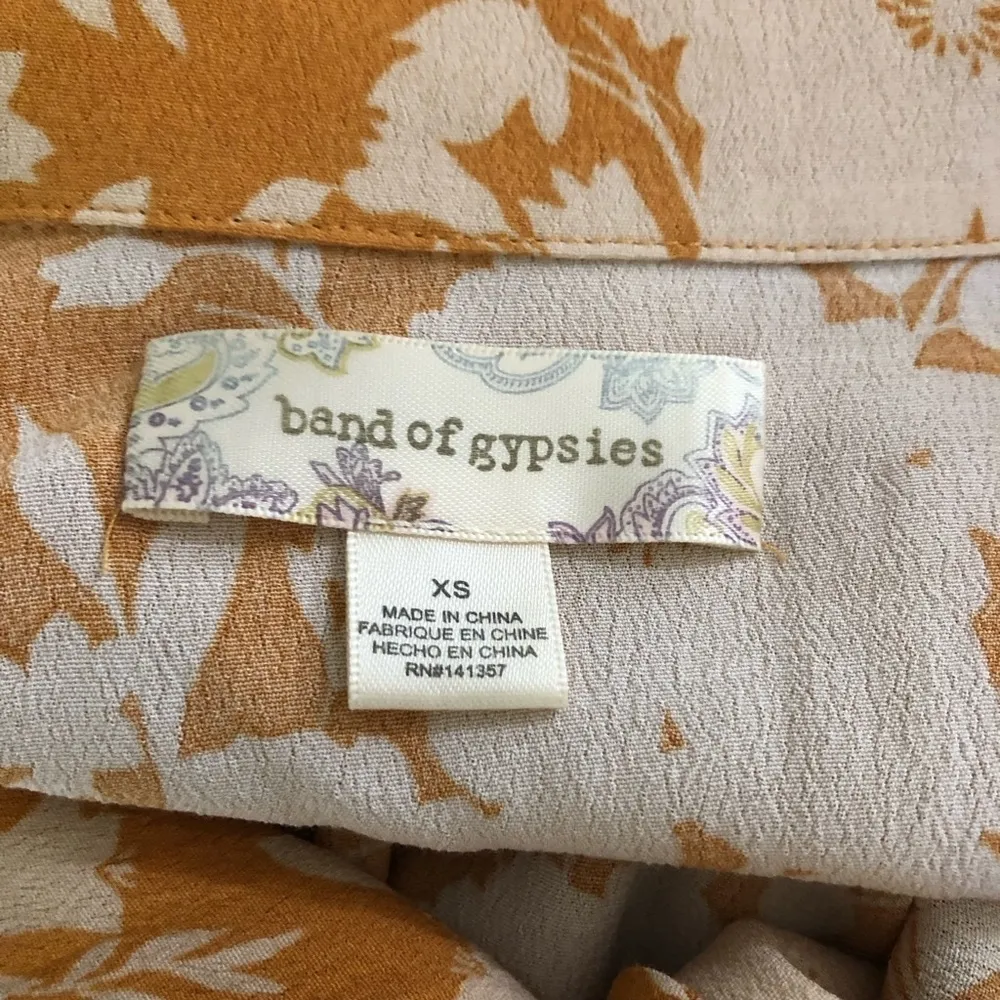 band of gypsies
XS
MADE IN CHINA
FABRIQUE EN CHINE
HECHO EN CHINA
RN#141357